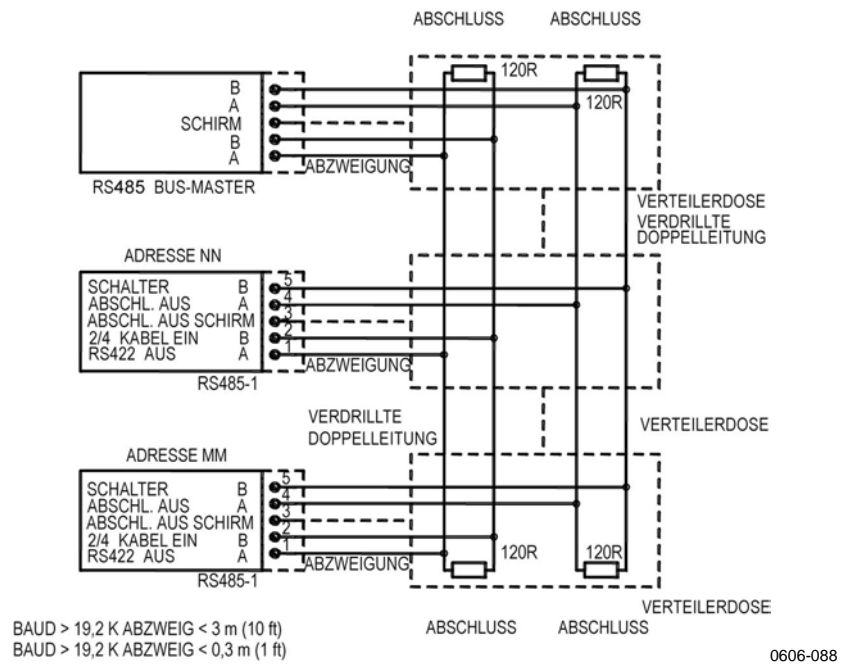 ABSCHLUSS ABSCHLUSS
120R
120R
B
A
SCHIRM
B
A
ABZWEIGUNG
RS485 BUS-MASTER
VERTEILERDOSE
VERDRILLTE
DOPPELLEITUNG
ADRESSE NN
SCHALTER B 5
ABSCHL. AUS A 4
ABSCHL. AUS SCHIRM 3
2/4 KABEL EIN B 2
RS422 AUS A 1
ABZWEIGUNG
RS485-1
VERDRILLTE
DOPPELLEITUNG
VERTEILERDOSE
ADRESSE MM
SCHALTER B 5
ABSCHL. AUS A 4
ABSCHL. AUS SCHIRM 3
2/4 KABEL EIN B 2
RS422 AUS A 1
120R 120R
ABZWEIGUNG
RS485-1
VERTEILERDOSE
ABSCHLUSS ABSCHLUSS
BAUD > 19,2 K ABZWEIG < 3 m (10 ft)
BAUD > 19,2 K ABZWEIG < 0,3 m (1 ft)
0606-088